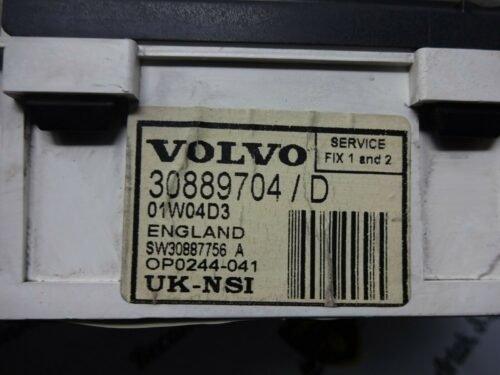 VOLVO
SERVICE
FIX 1 and 2
30889704 / D
01W04D3
ENGLAND
SW30887756 A
OP0244-041
UK-NSI